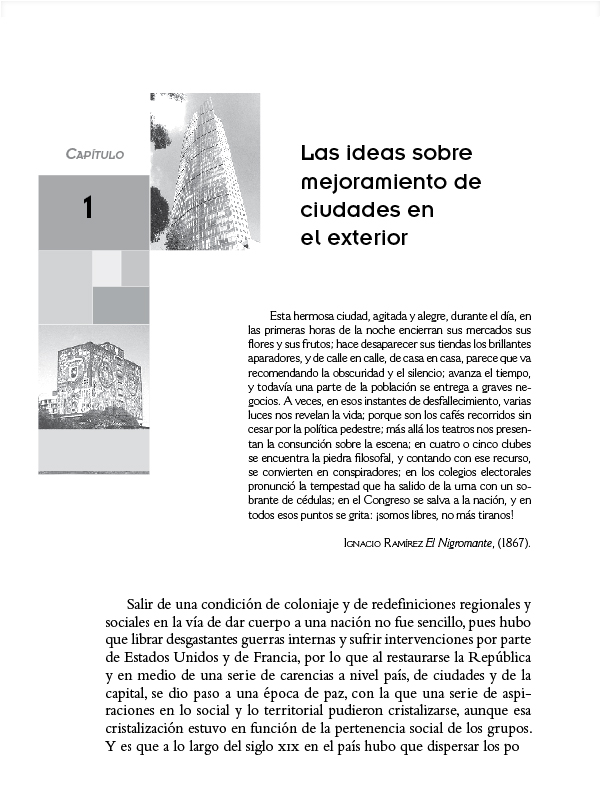 CAPÍTULO
1
Las ideas sobre
mejoramiento de
ciudades en
el exterior
Esta hermosa ciudad, agitada y alegre, durante el día, en
las primeras horas de la noche encierran sus mercados sus
flores y sus frutos; hace desaparecer sus tiendas los brillantes
aparadores, y de calle en calle, de casa en casa, parece que va
recomendando la obscuridad y el silencio; avanza el tiempo,
y todavía una parte de la población se entrega a graves ne-
gocios. A veces, en esos instantes de desfallecimiento, varias
luces nos revelan la vida; porque son los cafés recorridos sin
cesar por la política pedestre; más allá los teatros nos presen-
tan la consunción sobre la escena; en cuatro o cinco clubes
se encuentra la piedra filosofal, y contando con ese recurso,
se convierten en conspiradores; en los colegios electorales
pronunció la tempestad que ha salido de la urna con un so-
brante de cédulas; en el Congreso se salva a la nación, y en
todos esos puntos se grita: ¡somos libres, no más tiranos!
IGNACIO RAMÍREZ El Nigromante, (1867).
Salir de una condición de coloniaje y de redefiniciones regionales y
sociales en la vía de dar cuerpo a una nación no fue sencillo, pues hubo
que librar desgastantes guerras internas y sufrir intervenciones por parte
de Estados Unidos y de Francia, por lo que al restaurarse la República
y en medio de una serie de carencias a nivel país, de ciudades y de la
capital, se dio paso a una época de paz, con la que una serie de aspi-
raciones en lo social y lo territorial pudieron cristalizarse, aunque esa
cristalización estuvo en función de la pertenencia social de los grupos.
Y es que a lo largo del siglo XIX en el país hubo que dispersar los po